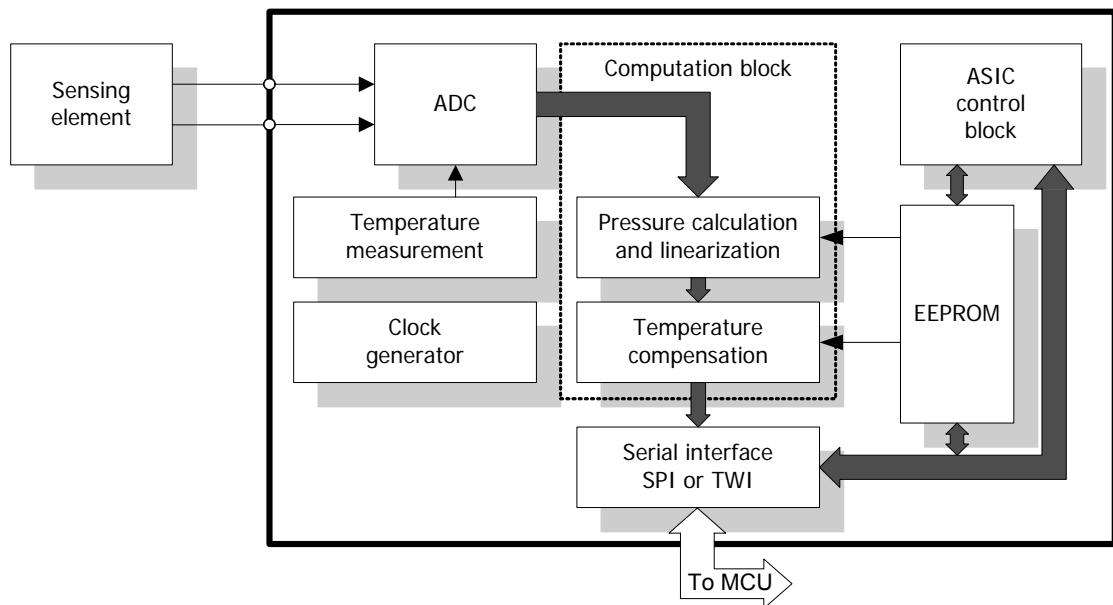 Sensing
element
ADC
Computation block
ASIC
control
block
Temperature
measurement
Pressure calculation
and linearization
Clock
generator
Temperature
compensation
EEPROM
Serial interface
SPI or TWI
To MCU